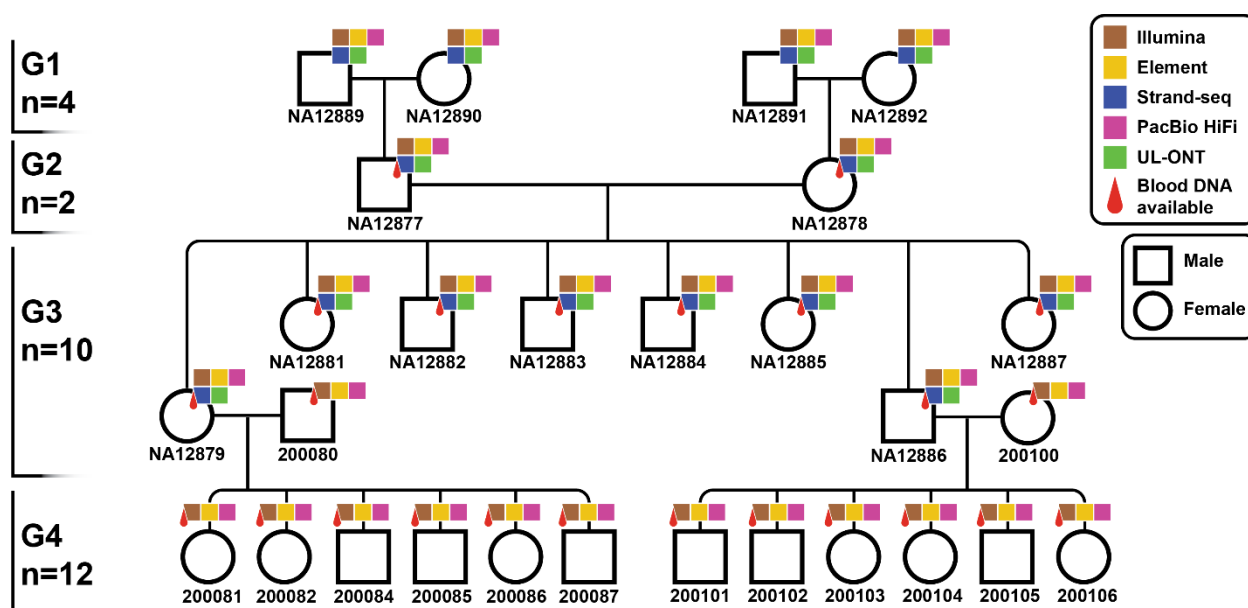 G1
n=4
NA12889
NA12890
NA12891
NA12892
G2
n=2
NA12877
NA12878
G3
n=10
NA12881
NA12882
NA12883
NA12884
NA12885
NA12887
NA12879
200080
NA12886
200100
G4
n=12
200081
200082
200084
200085
200086
200087
200101
200102
200103
200104
200105
200106
Illumina
Element
Strand-seq
PacBio HiFi
UL-ONT
Blood DNA
available
Male
Female